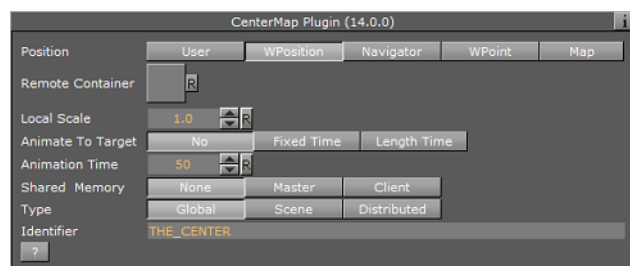 CenterMap Plugin (14.0.0) i
Position User WPosition Navigator WPoint Map
Remote Container R
Local Scale 1.0 R
Animate To Target No Fixed Time Length Time
Animation Time 50 R
Shared Memory None Master Client
Type Global Scene Distributed
Identifier THE_CENTER
?